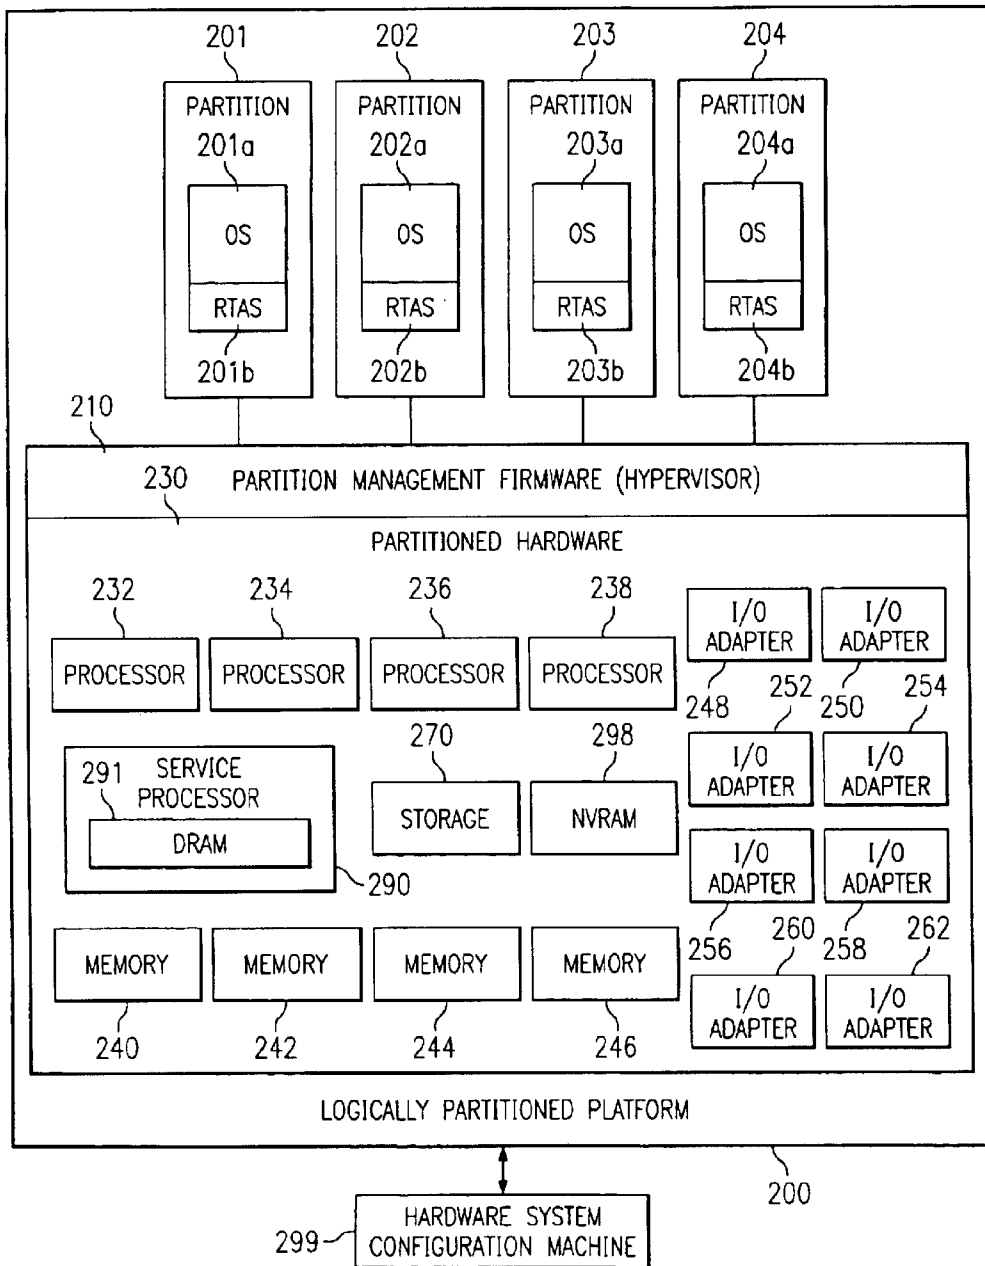 201 202 203 204
PARTITION PARTITION PARTITION PARTITION
201a 202a 203a 204a
OS OS OS OS
RTAS RTAS RTAS RTAS
201b 202b 203b 204b
210
PARTITION MANAGEMENT FIRMWARE (HYPERVISOR)
230
PARTITIONED HARDWARE
232 234 236 238
PROCESSOR PROCESSOR PROCESSOR PROCESSOR
I/O ADAPTER
I/O ADAPTER
248 252 250 254
I/O ADAPTER
I/O ADAPTER
291
SERVICE
PROCESSOR
DRAM
290
270 298
STORAGE NVRAM
I/O ADAPTER
I/O ADAPTER
256 260 258 262
I/O ADAPTER
I/O ADAPTER
MEMORY MEMORY MEMORY MEMORY
240 242 244 246
LOGICALLY PARTITIONED PLATFORM
200
299
HARDWARE SYSTEM
CONFIGURATION MACHINE